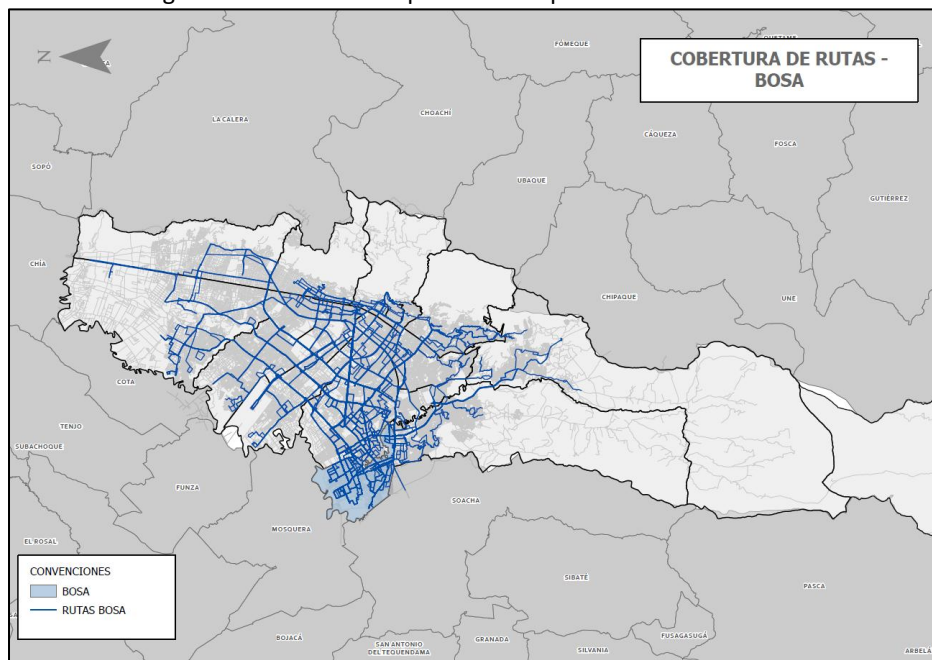 N
COBERTURA DE RUTAS -
BOSA
FÓMEQUE
QUETAME
LA CALERA
CHOACHÍ
CÁQUEZA
FOSCA
SOPÓ
UBAQUE
GUTIÉRREZ
CHÍA
CHIPAQUE
UNE
COTA
TENJO
SUBACHOQUE
FUNZA
SOACHA
MOSQUERA
EL ROSAL
SIBATÉ
PASCA
CONVENCIONES
BOSA
RUTAS BOSA
BOJACÁ
SAN ANTONIO
DEL TEQUENDAMA
GRANADA
SILVANIA
FUSAGASUGÁ
ARBELA